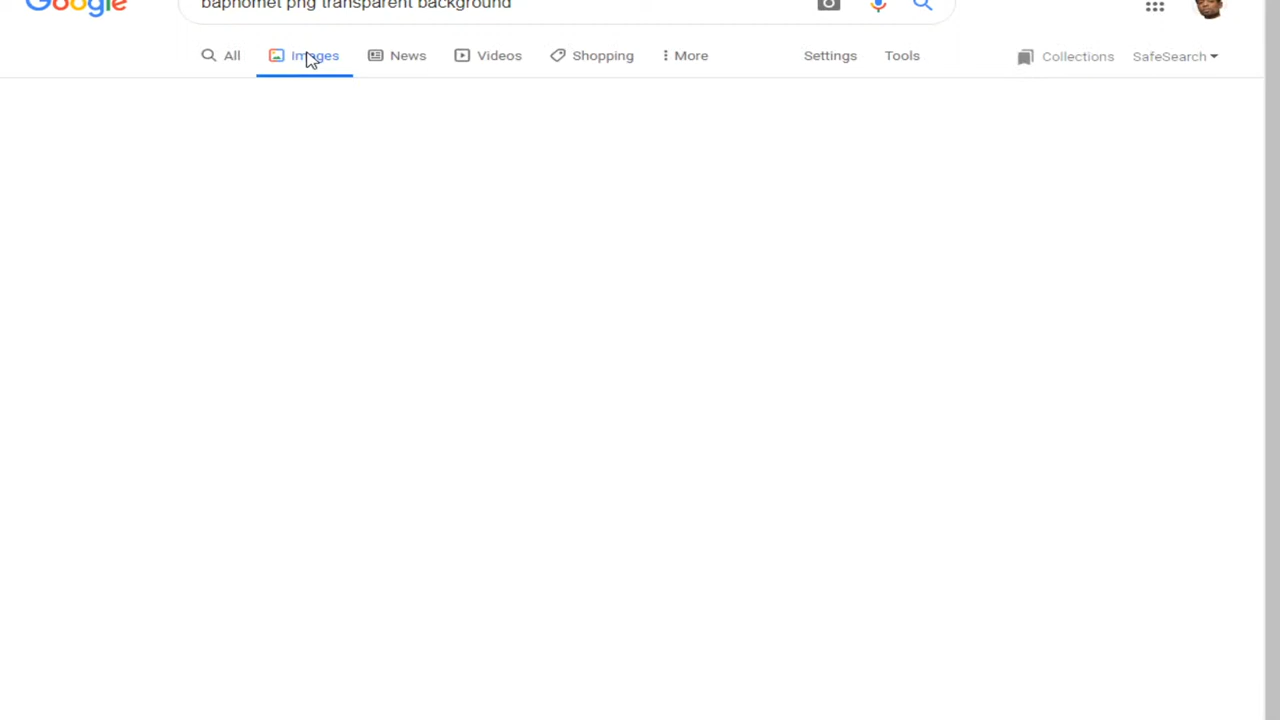 Google
baphomet png transparent background
All
Images
News
Videos
Shopping
More
Settings
Tools
Collections
SafeSearch